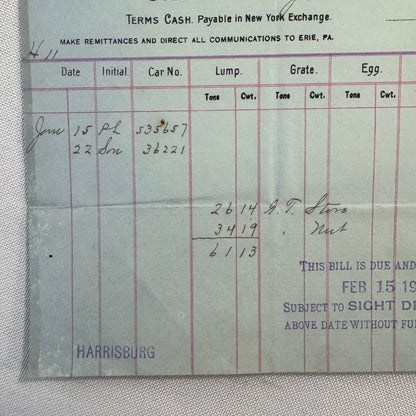 TERMS CASH. PAYABLE IN NEW YORK EXCHANGE.
MAKE REMITTANCES AND DIRECT ALL COMMUNICATIONS TO ERIE, PA.
Date. Initial. Car No. Lump. Grate. Egg.
Tons Cwt. Tons Cwt. Tons Cwt.
15 Ph 535657
22 36221
26 14 G.T. Stove
34 19 " Nut
61 13
THIS BILL IS DUE AND
FEB 15 19
SUBJECT TO SIGHT
ABOVE DATE WITHOUT
HARRISBURG